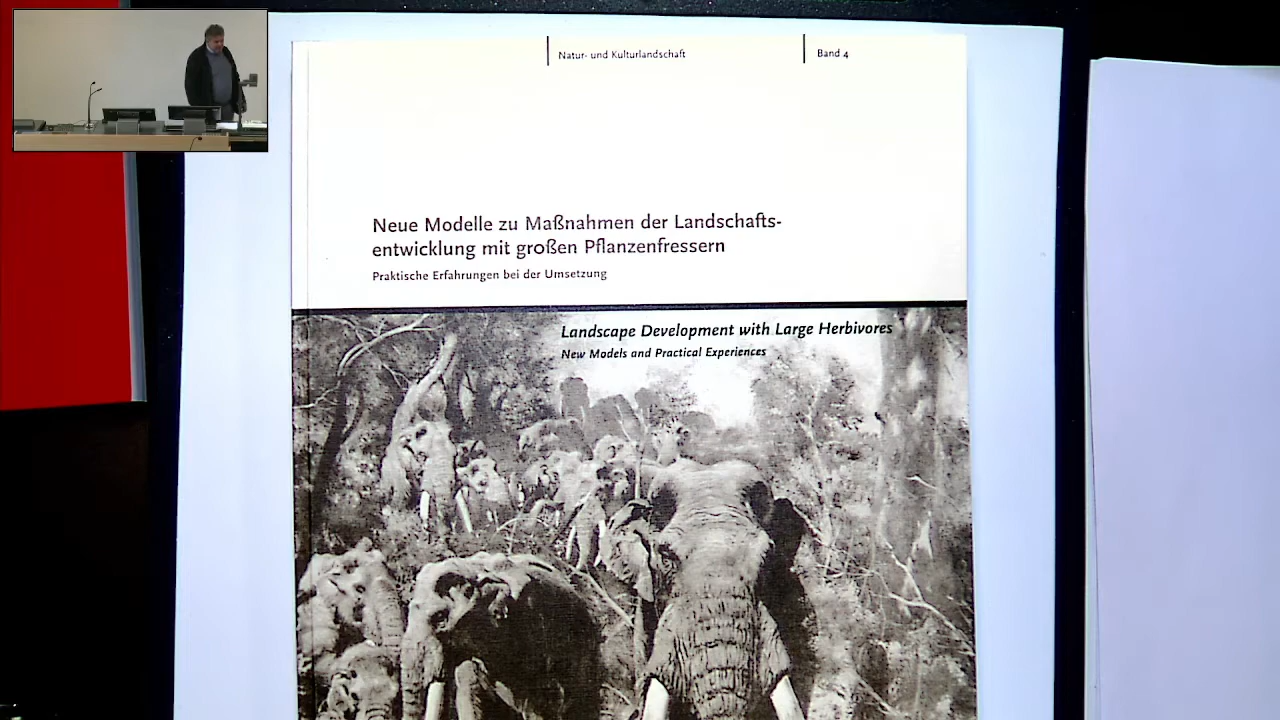 Natur- und Kulturlandschaft
Band 4
Neue Modelle zu Maßnahmen der Landschafts-
entwicklung mit großen Pflanzenfressern
Praktische Erfahrungen bei der Umsetzung
Landscape Development with Large Herbivores
New Models and Practical Experiences